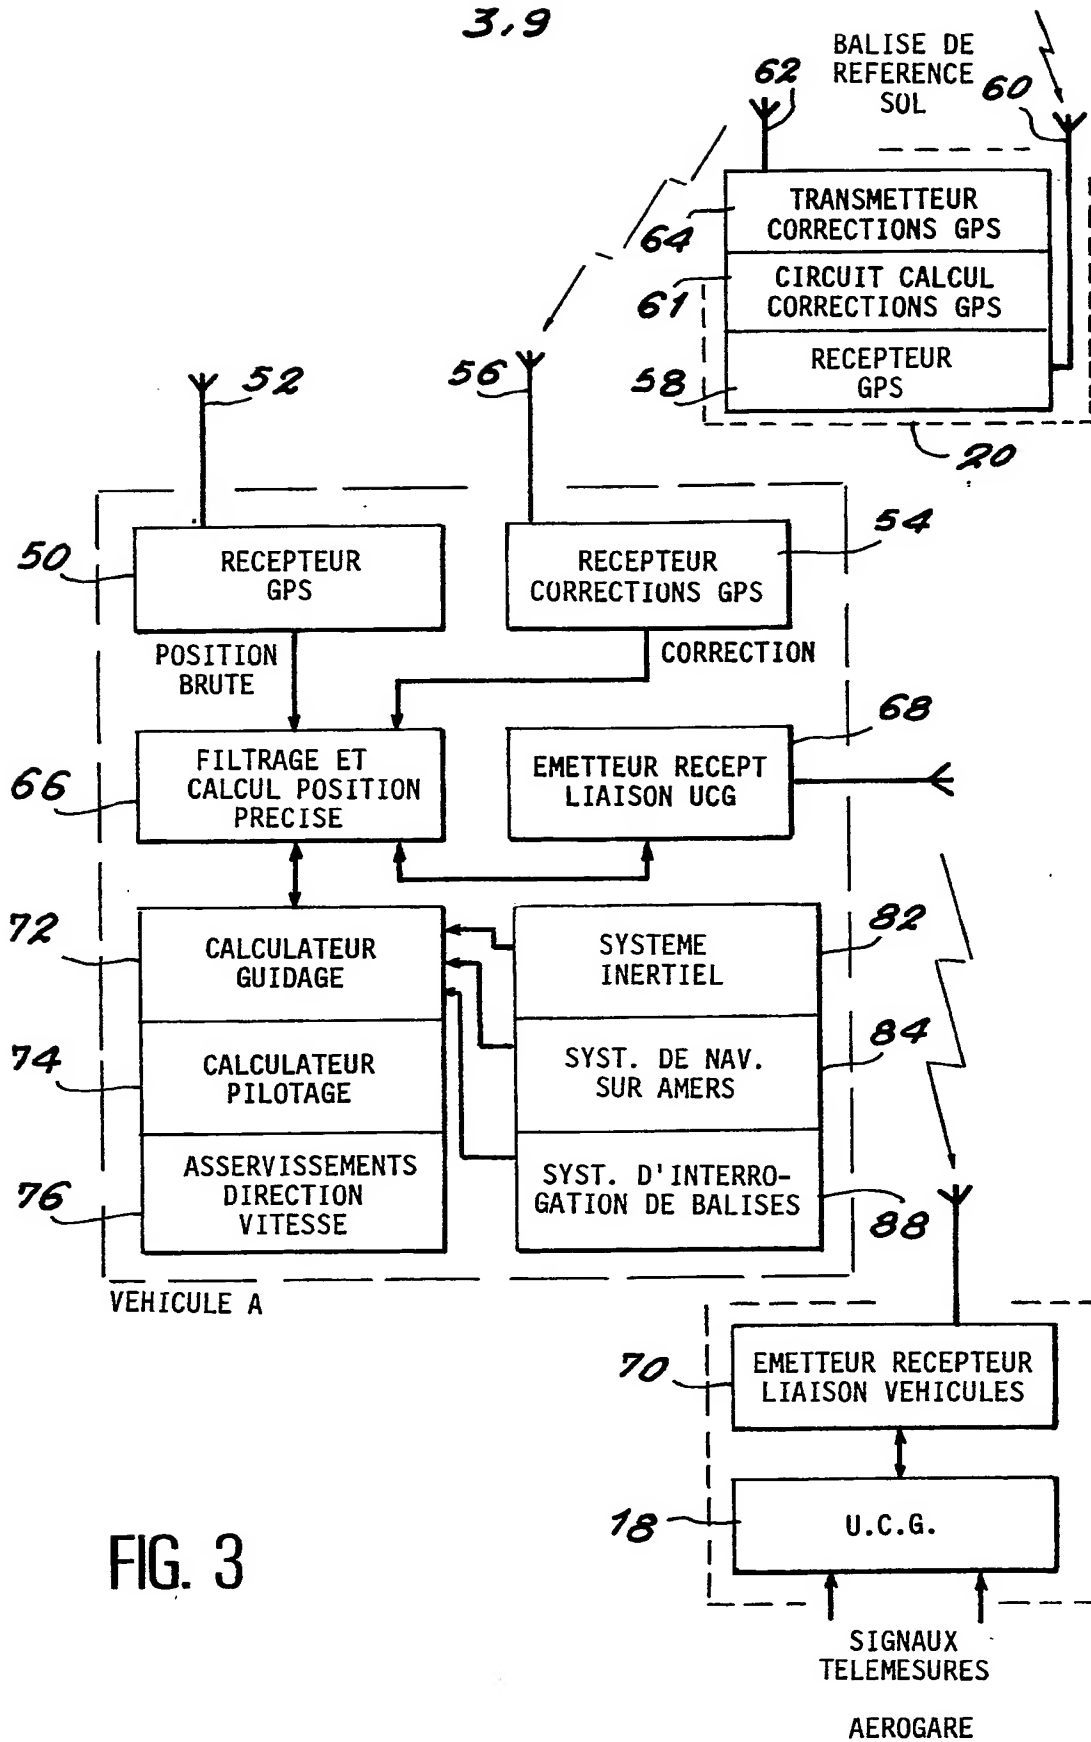 3,9
BALISE DE
REFERENCE
SOL
62
60
TRANSMETTEUR
CORRECTIONS GPS
64
CIRCUIT CALCUL
CORRECTIONS GPS
61
RECEPTEUR
GPS
58
20
52
56
50
RECEPTEUR
GPS
54
RECEPTEUR
CORRECTIONS GPS
POSITION
BRUTE
CORRECTION
68
66
FILTRAGE ET
CALCUL POSITION
PRECISE
EMETTEUR RECEPT
LIAISON UCG
72
CALCULATEUR
GUIDAGE
82
SYSTEME
INERTIEL
74
CALCULATEUR
PILOTAGE
84
SYST. DE NAV.
SUR AMERS
76
ASSERVISSEMENTS
DIRECTION
VITESSE
SYST. D'INTERRO-
GATION DE BALISES
88
VEHICULE A
70
EMETTEUR RECEPTEUR
LIAISON VEHICULES
18
U.C.G.
FIG. 3
SIGNAUX
TELEMESURES
AEROGARE